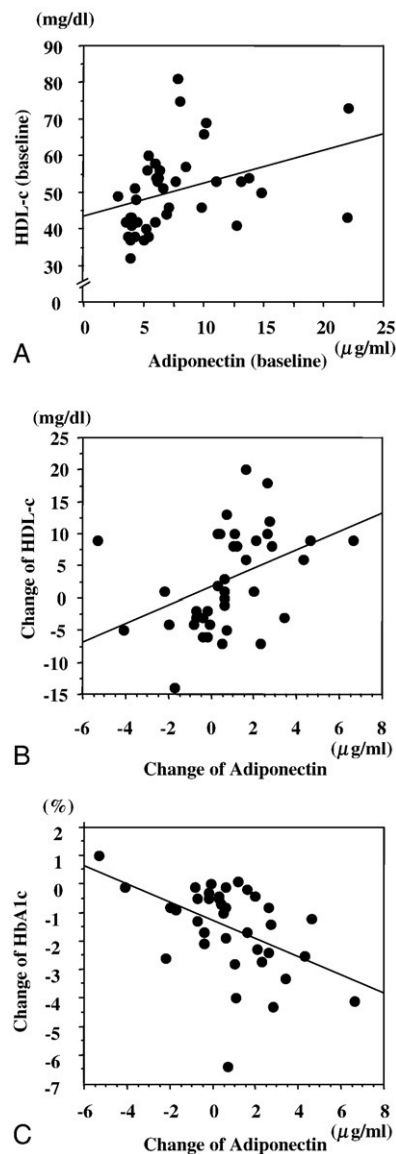 (mg/dl)
90
80
70
60
50
40
30
0
HDL-c (baseline)
0 5 10 15 20 25
A
Adiponectin (baseline)
(μg/ml)
(mg/dl)
25
20
15
10
5
0
-5
-10
-15
Change of HDL-c
-6 -4 -2 0 2 4 6 8
(μg/ml)
B
Change of Adiponectin
(%)
2
1
0
-1
-2
-3
-4
-5
-6
-7
Change of HbA1c
-6 -4 -2 0 2 4 6 8
(μg/ml)
C
Change of Adiponectin